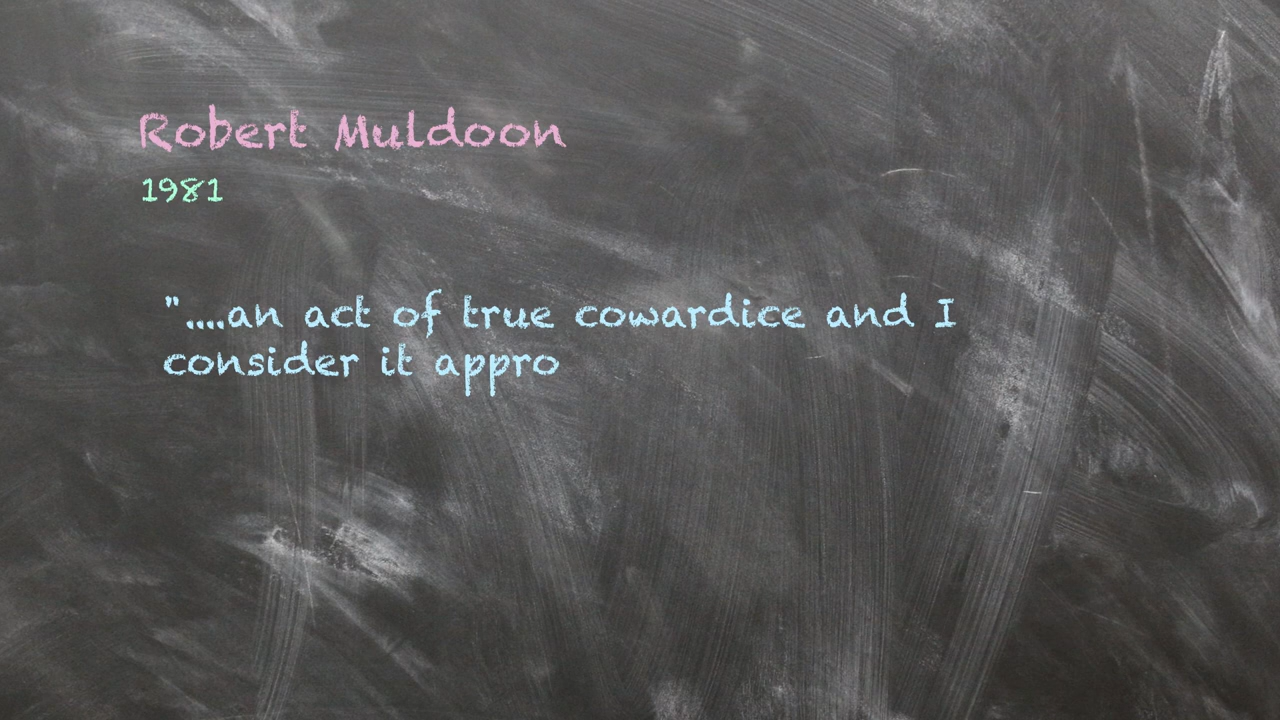 Robert Muldoon
1981
"....an act of true cowardice and I
consider it appro